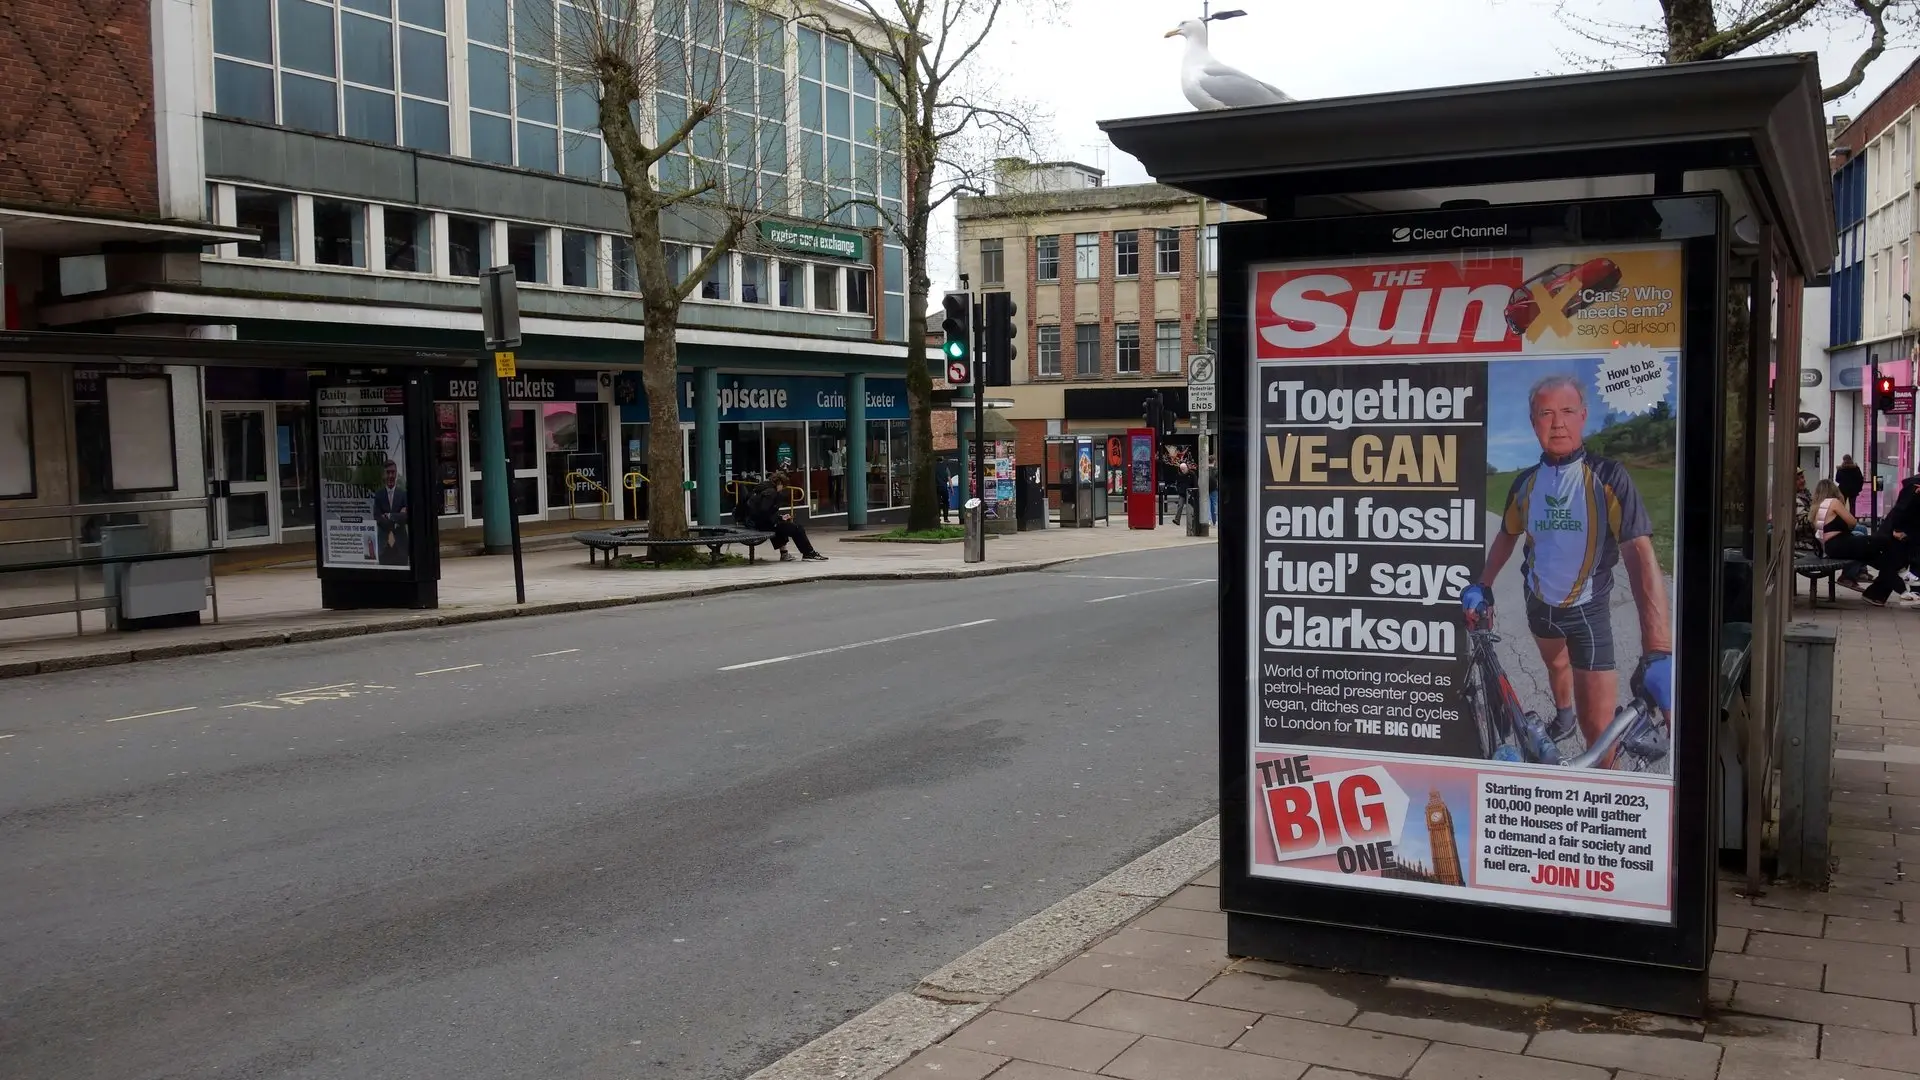 exeter corn exchange
Clear Channel
THE
Sun
'Cars? Who
needs em?'
says Clarkson
How to be
more 'woke'
P3.
'Together
VE-GAN
end fossil
fuel' says
Clarkson
TREE
HUGGER
World of motoring rocked as
petrol-head presenter goes
vegan, ditches car and cycles
to London for THE BIG ONE
THE
BIG
ONE
Starting from 21 April 2023,
100,000 people will gather
at the Houses of Parliament
to demand a fair society and
a citizen-led end to the fossil
fuel era. JOIN US
Daily Mail
'BLANKET UK
WITH SOLAR
PANELS AND
TURBINES
tickets
BOX
OFFICE
Caring Exeter
Pedestrian
and cycle
Zone
ENDS